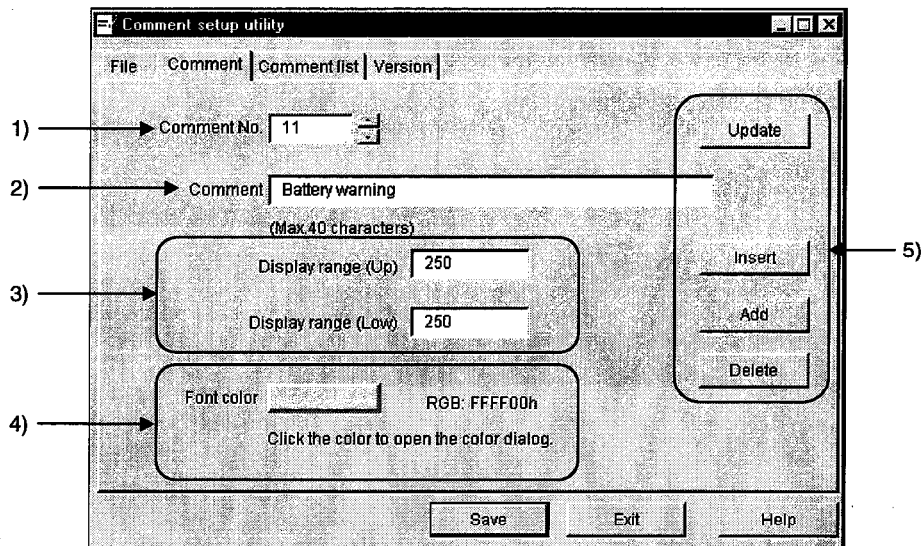 Comment setup utility
File Comment Comment list Version
1) Comment No. 11 Update
2) Comment Battery warning
(Max.40 characters)
5)
Display range (Up) 250 Insert
3)
Display range (Low) 250 Add
Delete
Font color RGB: FFFF00h
4)
Click the color to open the color dialog.
Save Exit Help